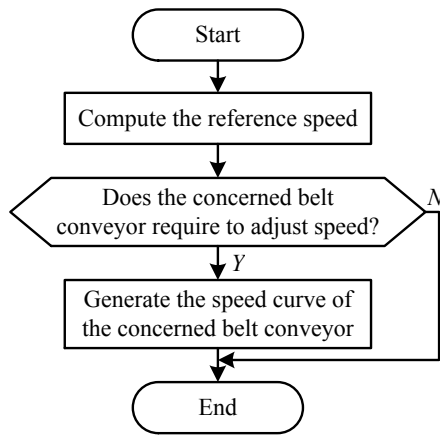 Start
Compute the reference speed
Does the concerned belt
conveyor require to adjust speed?
N
Y
Generate the speed curve of
the concerned belt conveyor
End